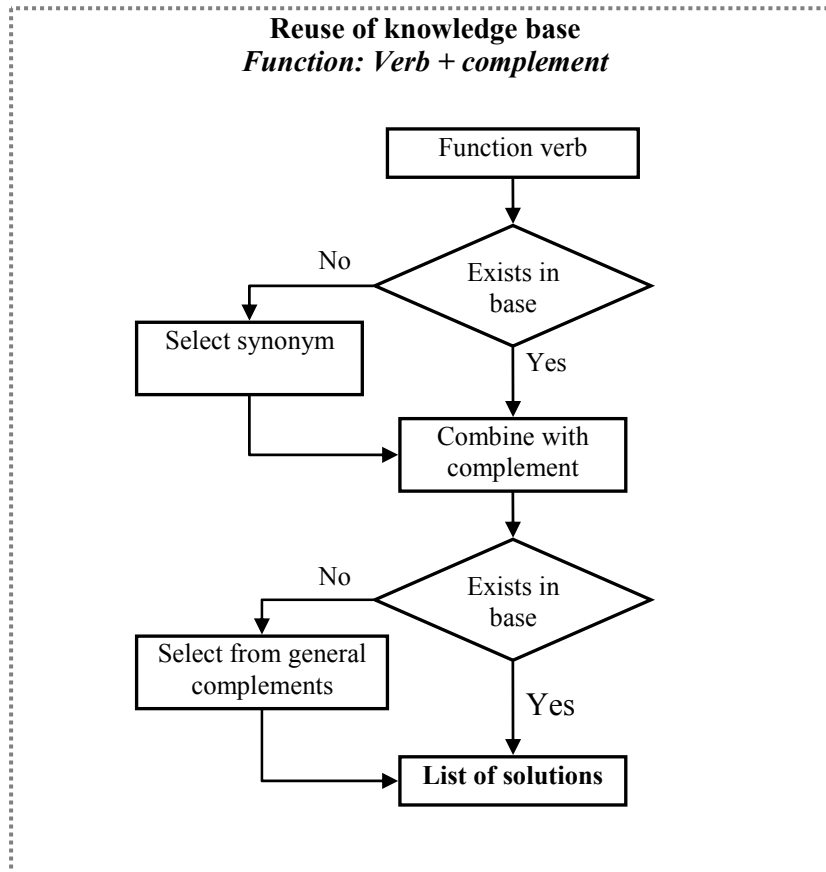 Reuse of knowledge base
Function: Verb + complement
Function verb
No
Exists in
base
Select synonym
Yes
Combine with
complement
No
Exists in
base
Select from general
complements
Yes
List of solutions